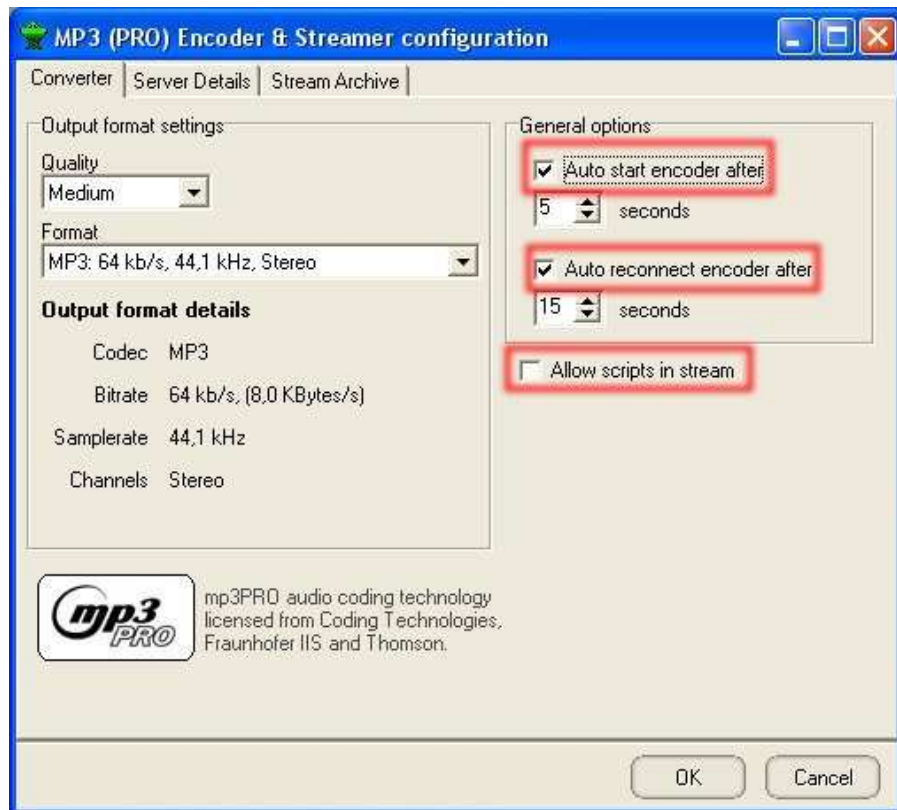 MP3 (PRO) Encoder & Streamer configuration
Converter
Server Details
Stream Archive
Output format settings
Quality
Medium
Format
MP3: 64 kb/s, 44,1 kHz, Stereo
Output format details
Codec MP3
Bitrate 64 kb/s, (8,0 KBytes/s)
Samplerate 44,1 kHz
Channels Stereo
General options
Auto start encoder after
5 seconds
Auto reconnect encoder after
15 seconds
Allow scripts in stream
mp3 PRO
mp3PRO audio coding technology
licensed from Coding Technologies,
Fraunhofer IIS and Thomson.
OK
Cancel